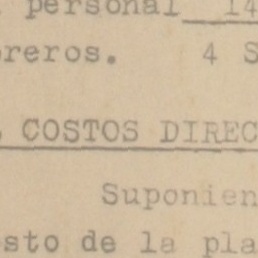 personal 14
reros. 4 S
COSTOS DIREC
Suponien
sto de la pla